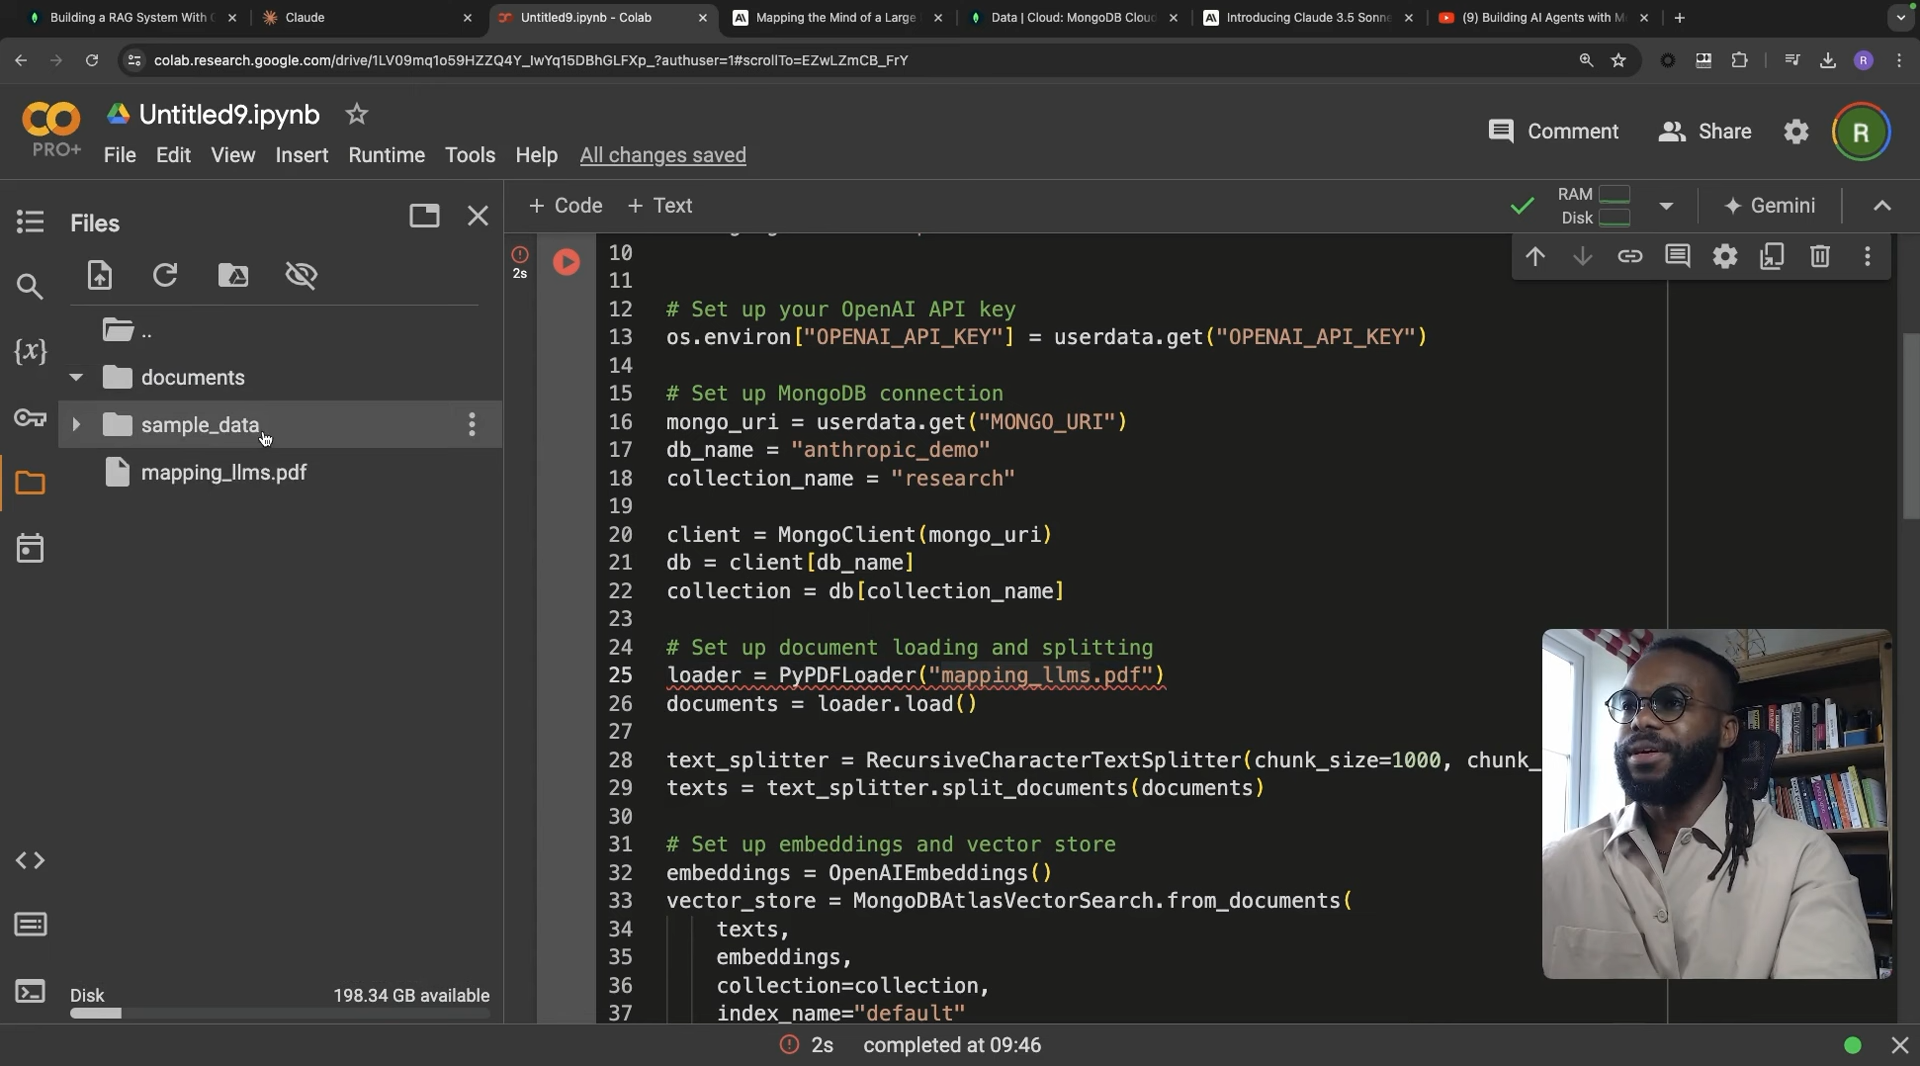 Building a RAG System With
Claude
Untitled9.ipynb - Colab
Mapping the Mind of a Large
Data | Cloud: MongoDB Cloud
Introducing Claude 3.5 Sonne
(9) Building AI Agents with M
colab.research.google.com/drive/1LV09mq1o59HZZQ4Y_IwYq15DBhGLFXp_?authuser=1#scrollTo=EZwLZmCB_FrY
R
Untitled9.ipynb
PRO+
File Edit View Insert Runtime Tools Help All changes saved
Comment Share
R
Files
+ Code + Text
RAM
Disk
Gemini
..
documents
sample_data
mapping_llms.pdf
{x}
Disk 198.34 GB available
2s
10
11
12 # Set up your OpenAI API key
13 os.environ["OPENAI_API_KEY"] = userdata.get("OPENAI_API_KEY")
14
15 # Set up MongoDB connection
16 mongo_uri = userdata.get("MONGO_URI")
17 db_name = "anthropic_demo"
18 collection_name = "research"
19
20 client = MongoClient(mongo_uri)
21 db = client[db_name]
22 collection = db[collection_name]
23
24 # Set up document loading and splitting
25 loader = PyPDFLoader("mapping_llms.pdf")
26 documents = loader.load()
27
28 text_splitter = RecursiveCharacterTextSplitter(chunk_size=1000, chunk_
29 texts = text_splitter.split_documents(documents)
30
31 # Set up embeddings and vector store
32 embeddings = OpenAIEmbeddings()
33 vector_store = MongoDBAtlasVectorSearch.from_documents(
34 texts,
35 embeddings,
36 collection=collection,
37 index_name="default"
2s completed at 09:46